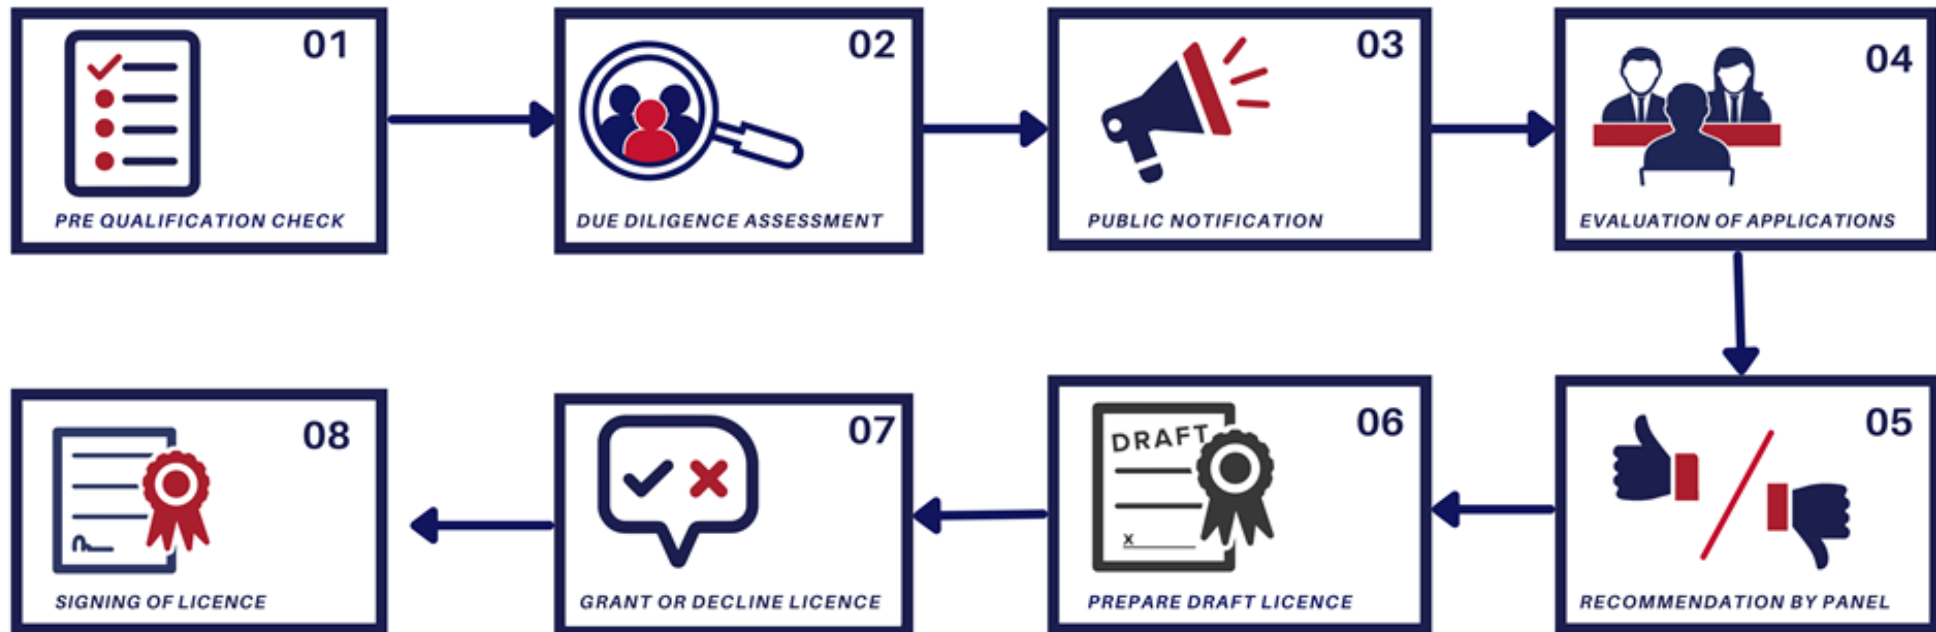 01
PRE QUALIFICATION CHECK
02
DUE DILIGENCE ASSESSMENT
03
PUBLIC NOTIFICATION
04
EVALUATION OF APPLICATIONS
05
RECOMMENDATION BY PANEL
06
DRAFT
x
PREPARE DRAFT LICENCE
07
GRANT OR DECLINE LICENCE
08
SIGNING OF LICENCE